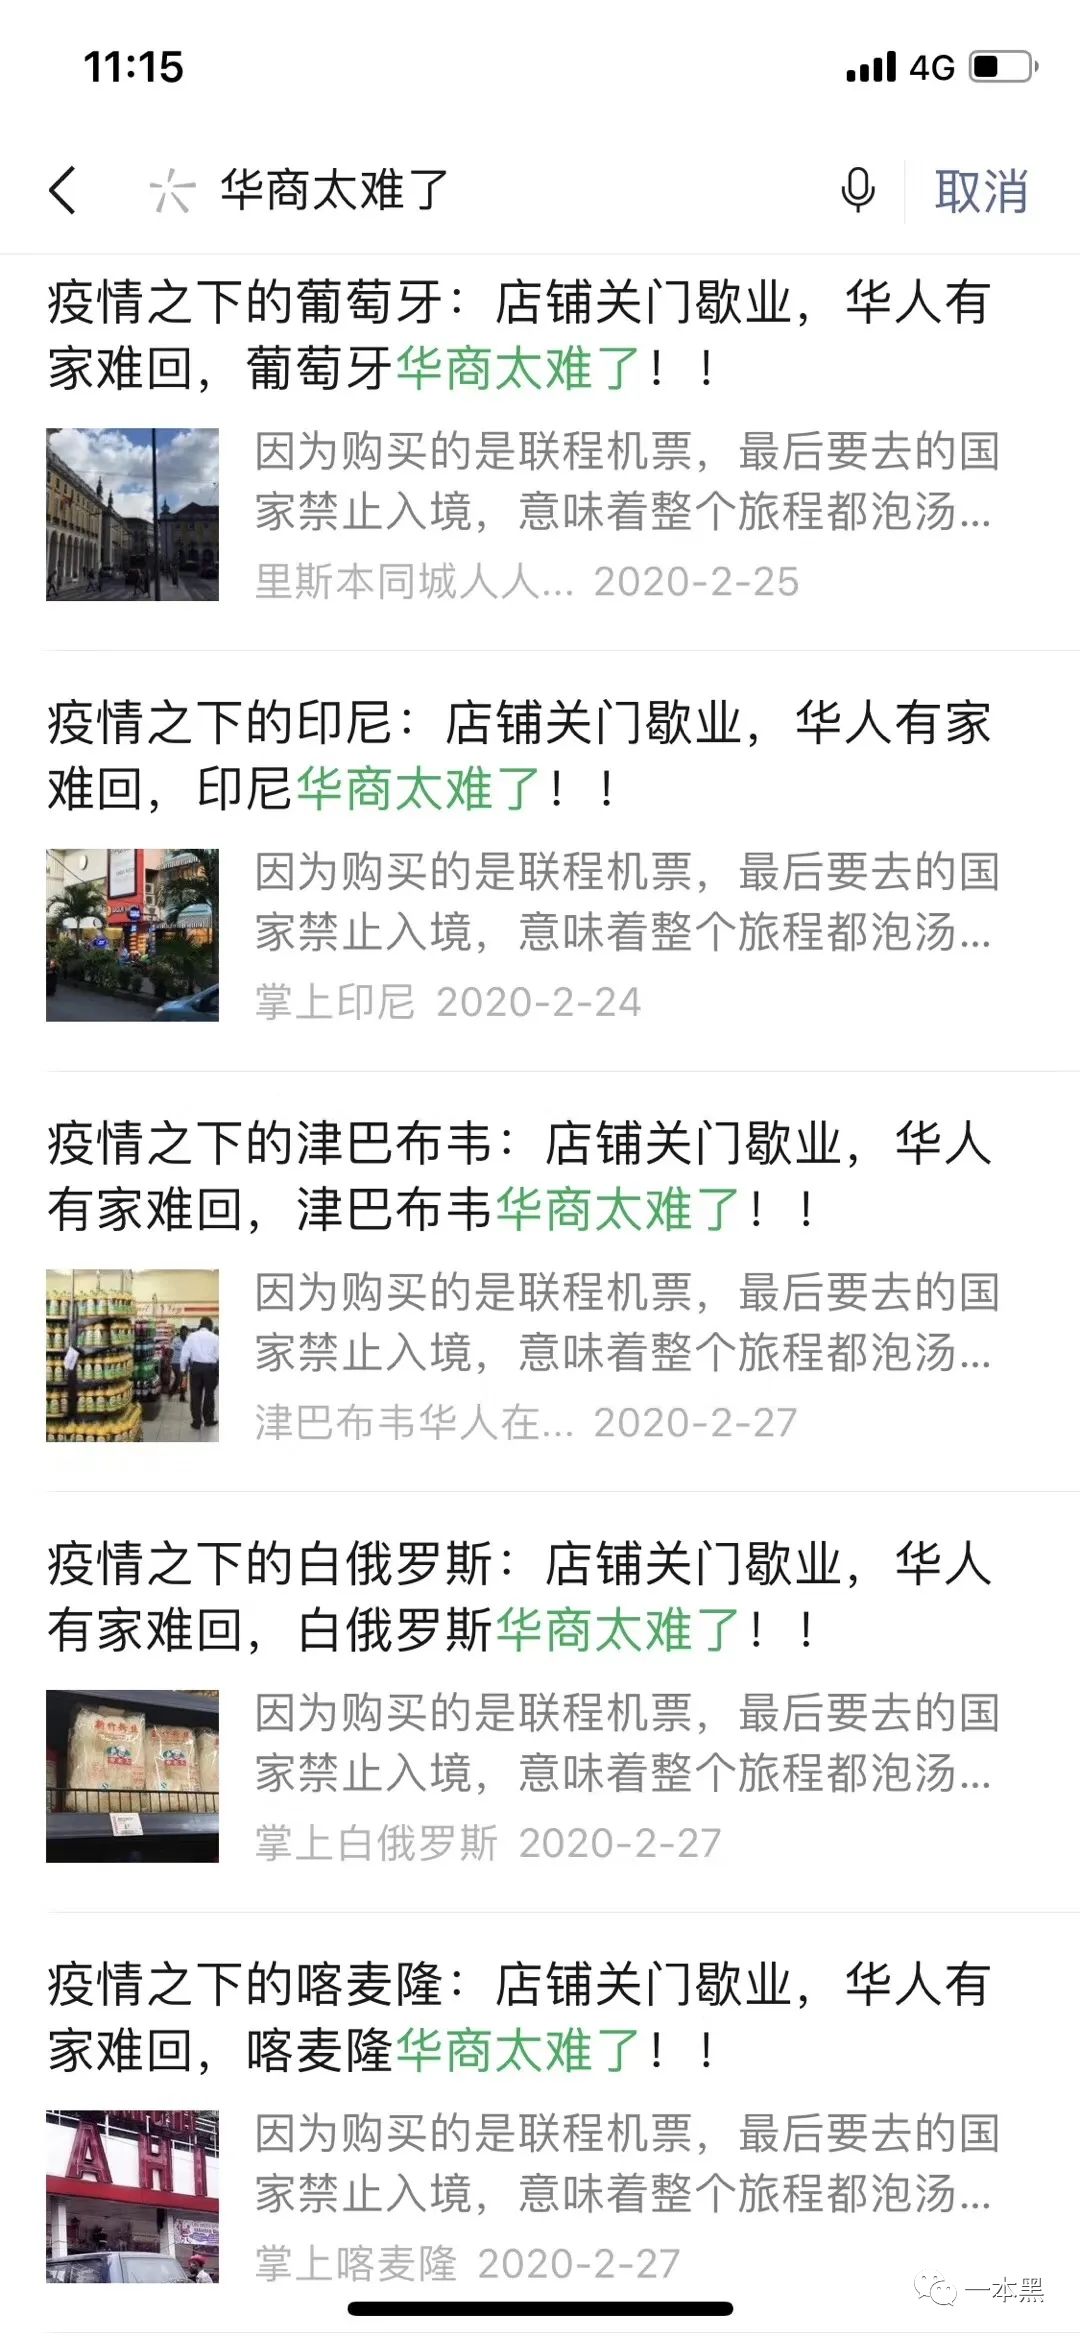 11:15
4G
华商太难了
取消
疫情之下的葡萄牙：店铺关门歇业，华人有
家难回，葡萄牙华商太难了！！
因为购买的是联程机票，最后要去的国
家禁止入境，意味着整个旅程都泡汤...
里斯本同城人人... 2020-2-25
疫情之下的印尼：店铺关门歇业，华人有家
难回，印尼华商太难了！！
因为购买的是联程机票，最后要去的国
家禁止入境，意味着整个旅程都泡汤...
掌上印尼 2020-2-24
疫情之下的津巴布韦：店铺关门歇业，华人
有家难回，津巴布韦华商太难了！！
因为购买的是联程机票，最后要去的国
家禁止入境，意味着整个旅程都泡汤...
津巴布韦华人在... 2020-2-27
疫情之下的白俄罗斯：店铺关门歇业，华人
有家难回，白俄罗斯华商太难了！！
因为购买的是联程机票，最后要去的国
家禁止入境，意味着整个旅程都泡汤...
掌上白俄罗斯 2020-2-27
疫情之下的喀麦隆：店铺关门歇业，华人有
家难回，喀麦隆华商太难了！！
AHI
因为购买的是联程机票，最后要去的国
家禁止入境，意味着整个旅程都泡汤...
掌上喀麦隆 2020-2-27
一本黑